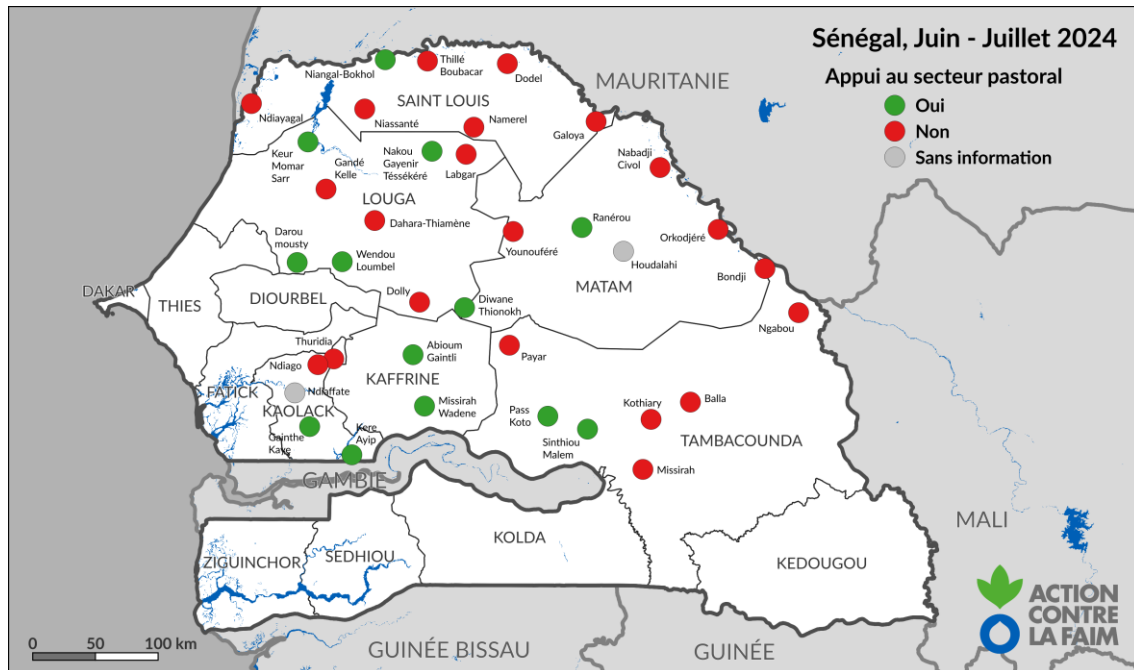 Sénégal, Juin - Juillet 2024
Appui au secteur pastoral
Oui
Non
Sans information
MAURITANIE
Niangal-Bokhol
Thillé
Boubacar
Dodel
SAINT LOUIS
Ndiayagal
Niassanté
Namerel
Galoya
Keur
Momar
Sarr
Gandé
Kelle
Nakou
Gayenir
Téssékéré
Labgar
Nabadji
Civol
LOUGA
Dahara-Thiamène
Ranérou
Younouféré
Orkodjéré
Houdalahi
Darou
mousty
Wendou
Loumbel
Bondji
MATAM
DAKAR
THIES
DIOURBEL
Dolly
Diwane
Thionokh
Ngabou
Thuridia
Ndiago
Abioum
Gaintli
Payar
KAFFRINE
FATICK
Ndiaffate
KAOLACK
Missirah
Wadene
Pass
Koto
Kothiary
Balla
Gainthe
Kaye
Kere
Ayip
Sinthiou
Malem
TAMBACOUNDA
Missirah
GAMBIE
MALI
ZIGUINCHOR
SEDHIOU
KOLDA
KEDOUGOU
ACTION
CONTRE
LA FAIM
0 50 100 km
GUINÉE BISSAU
GUINÉE